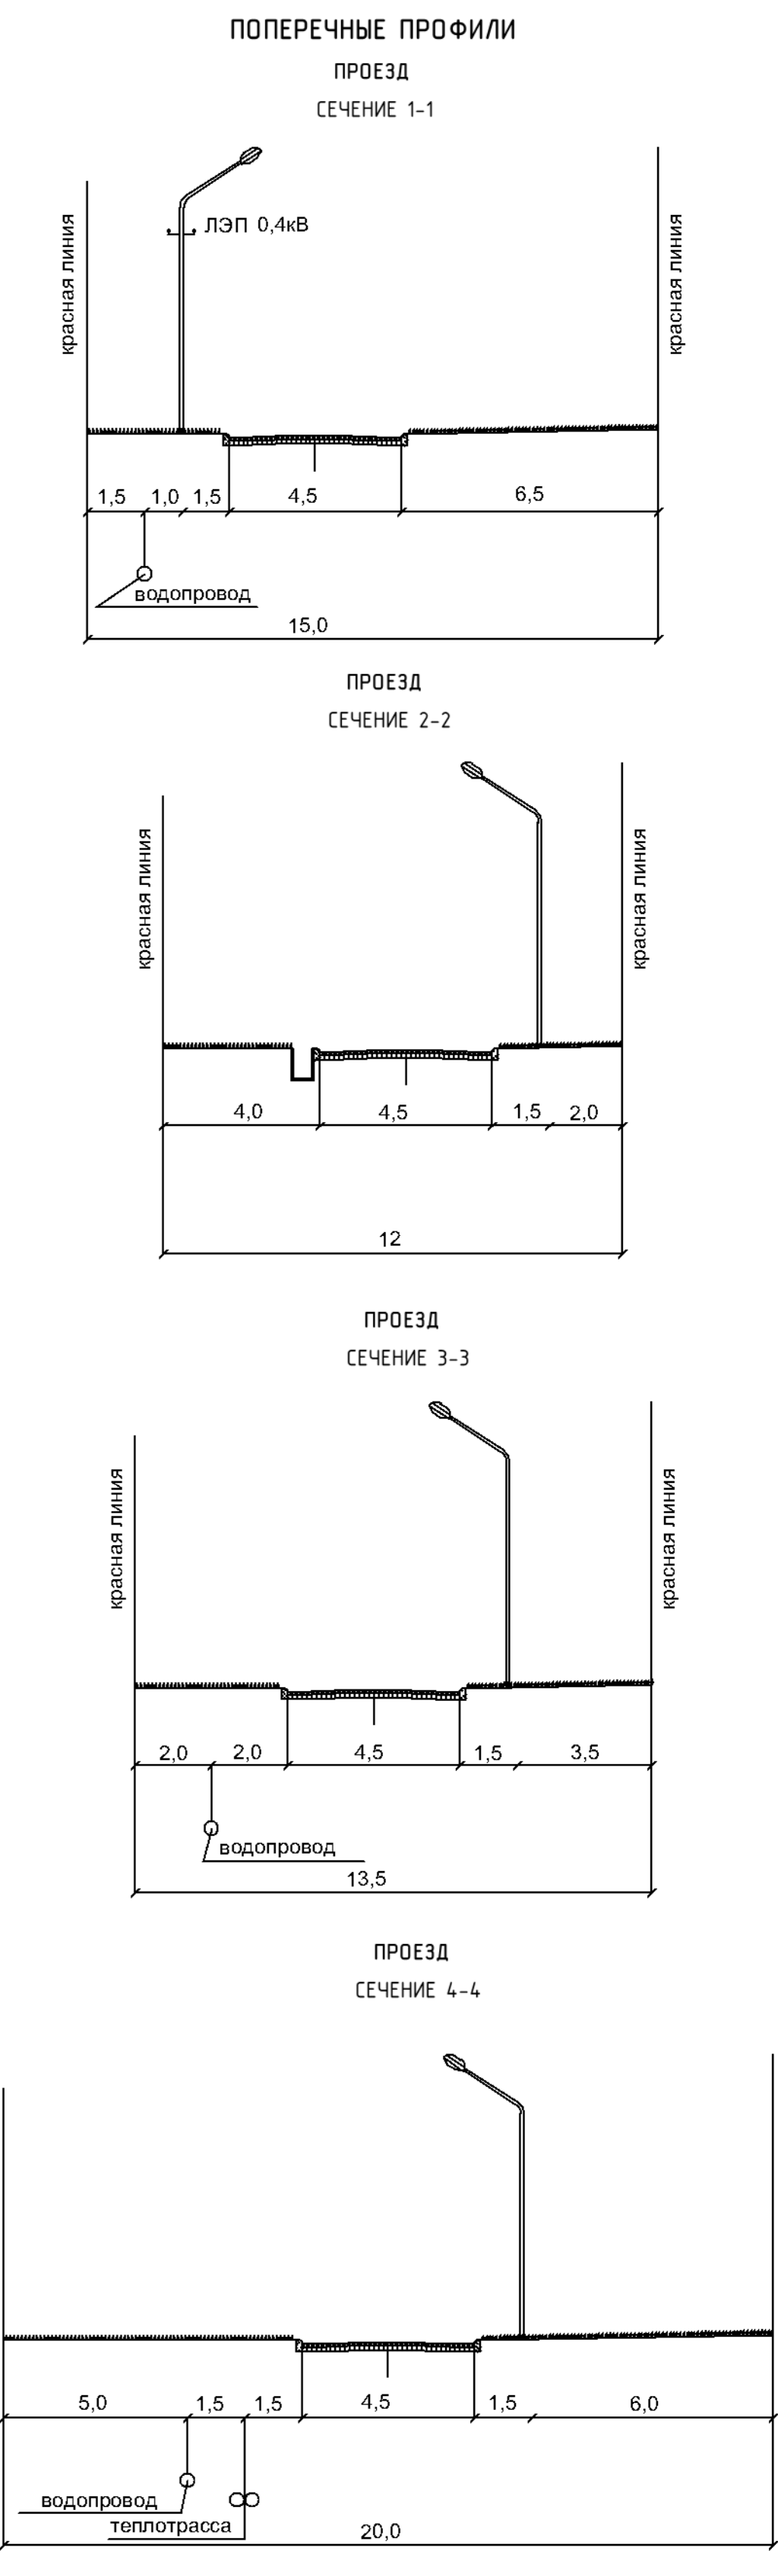 ПОПЕРЕЧНЫЕ ПРОФИЛИ
ПРОЕЗД
СЕЧЕНИЕ 1-1
красная линия
ЛЭП 0,4кВ
красная линия
1,5 1,0 1,5 4,5 6,5
водопровод
15,0
ПРОЕЗД
СЕЧЕНИЕ 2-2
красная линия
красная линия
4,0 4,5 1,5 2,0
12
ПРОЕЗД
СЕЧЕНИЕ 3-3
красная линия
красная линия
2,0 2,0 4,5 1,5 3,5
водопровод
13,5
ПРОЕЗД
СЕЧЕНИЕ 4-4
5,0 1,5 1,5 4,5 1,5 6,0
водопровод
теплотрасса
20,0